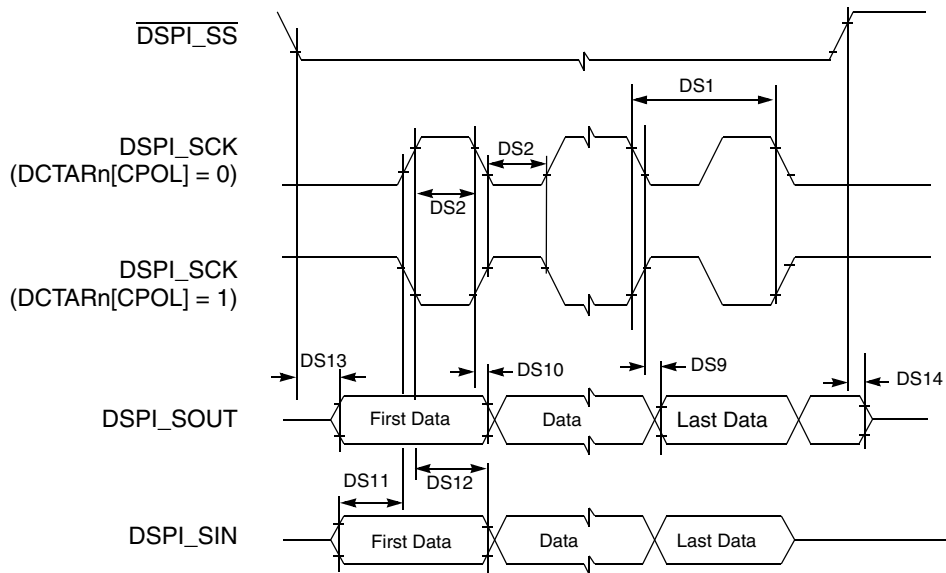 DSPI_SS
DS1
DSPI_SCK
(DCTARn[CPOL] = 0)
DS2
DS2
DSPI_SCK
(DCTARn[CPOL] = 1)
DS13
DS10
DS9
DS14
DSPI_SOUT
First Data
Data
Last Data
DS11
DS12
DSPI_SIN
First Data
Data
Last Data